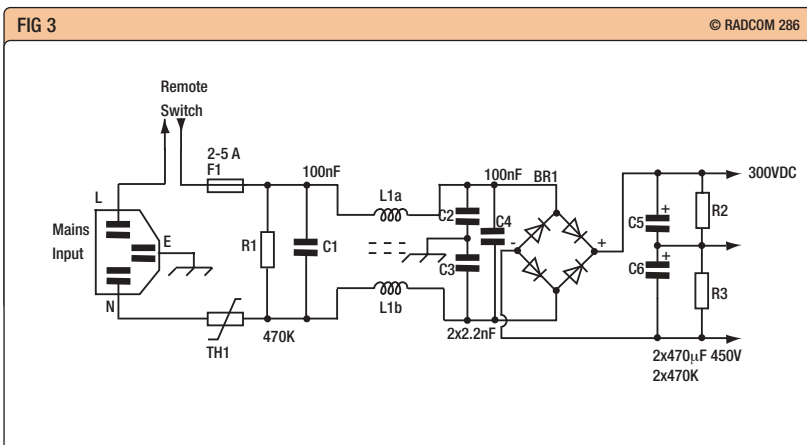 FIG 3
© RADCOM 286
Remote
Switch
2-5 A
F1
100nF
100nF
BR1
300VDC
L
L1a
C2
C4
+
R2
Mains
Input
E
R1
C1
-
+
C5
C3
+
C6
R3
N
L1b
470K
2x2.2nF
TH1
2x470µF 450V
2x470K